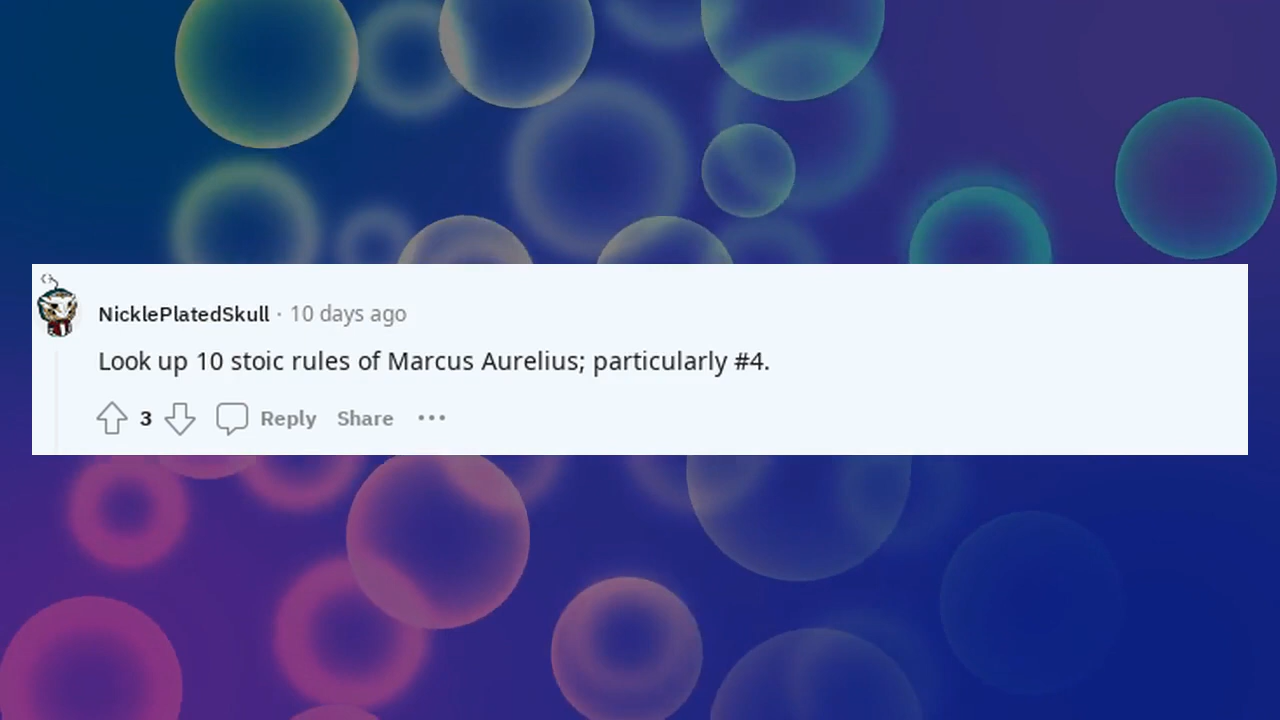 NicklePlatedSkull · 10 days ago
Look up 10 stoic rules of Marcus Aurelius; particularly #4.
3 Reply Share ···